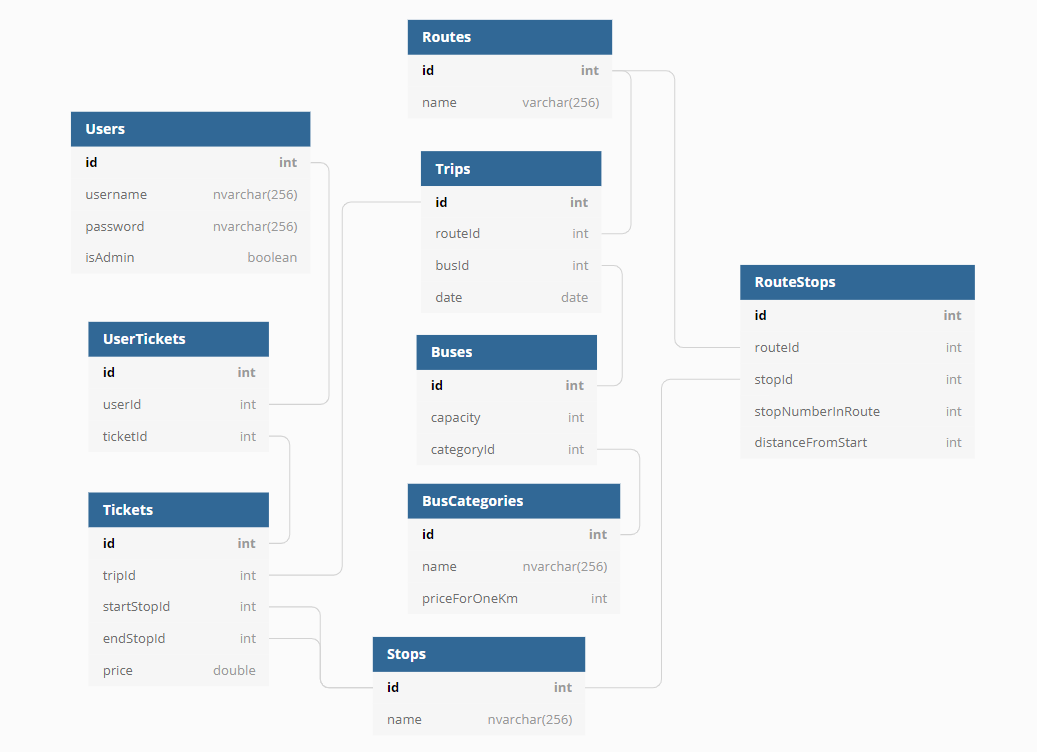 Routes
id int
name varchar(256)
Users
id int
username nvarchar(256)
password nvarchar(256)
isAdmin boolean
Trips
id int
routeId int
busId int
date date
RouteStops
id int
routeId int
stopId int
stopNumberInRoute int
distanceFromStart int
UserTickets
id int
userId int
ticketId int
Buses
id int
capacity int
categoryId int
Tickets
id int
tripId int
startStopId int
endStopId int
price double
BusCategories
id int
name nvarchar(256)
priceForOneKm int
Stops
id int
name nvarchar(256)